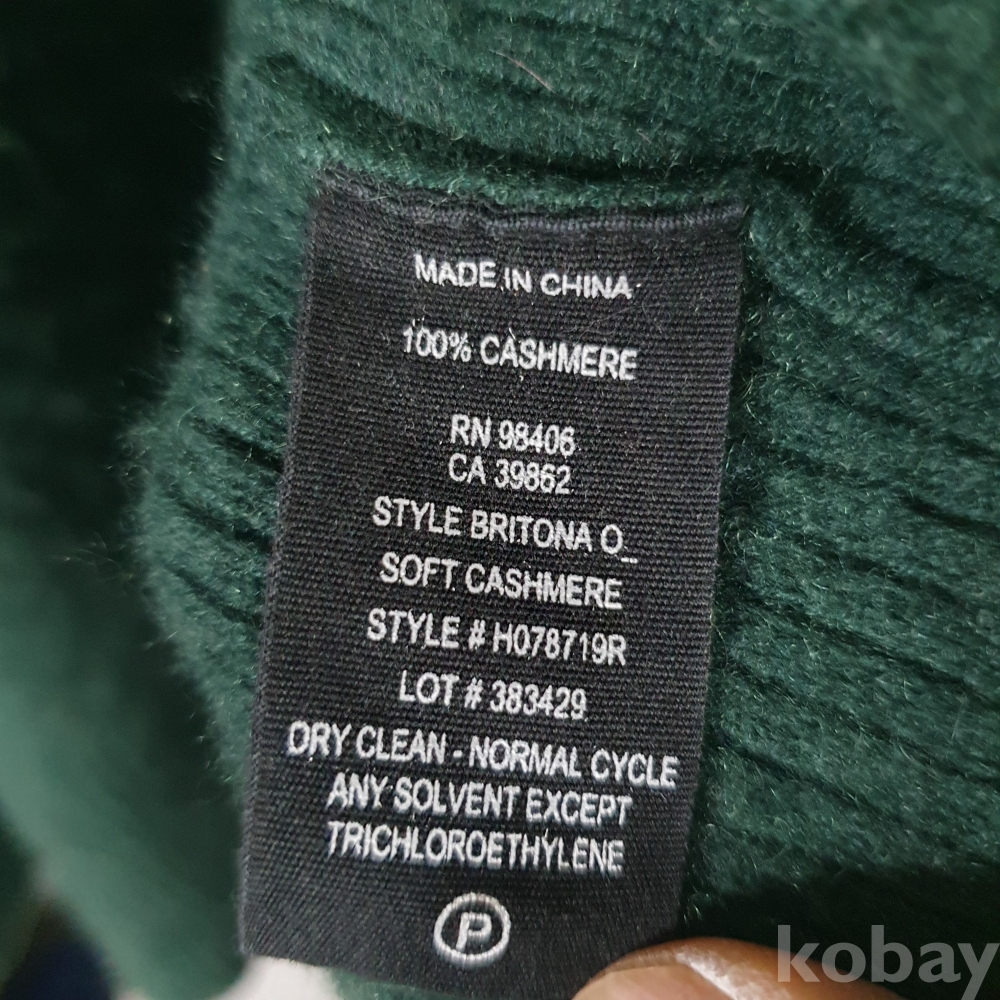 MADE IN CHINA
100% CASHMERE
RN 98406
CA 39862
STYLE BRITONA O_
SOFT CASHMERE
STYLE # H078719R
LOT # 383429
DRY CLEAN - NORMAL CYCLE
ANY SOLVENT EXCEPT
TRICHLOROETHYLENE
P
kobay